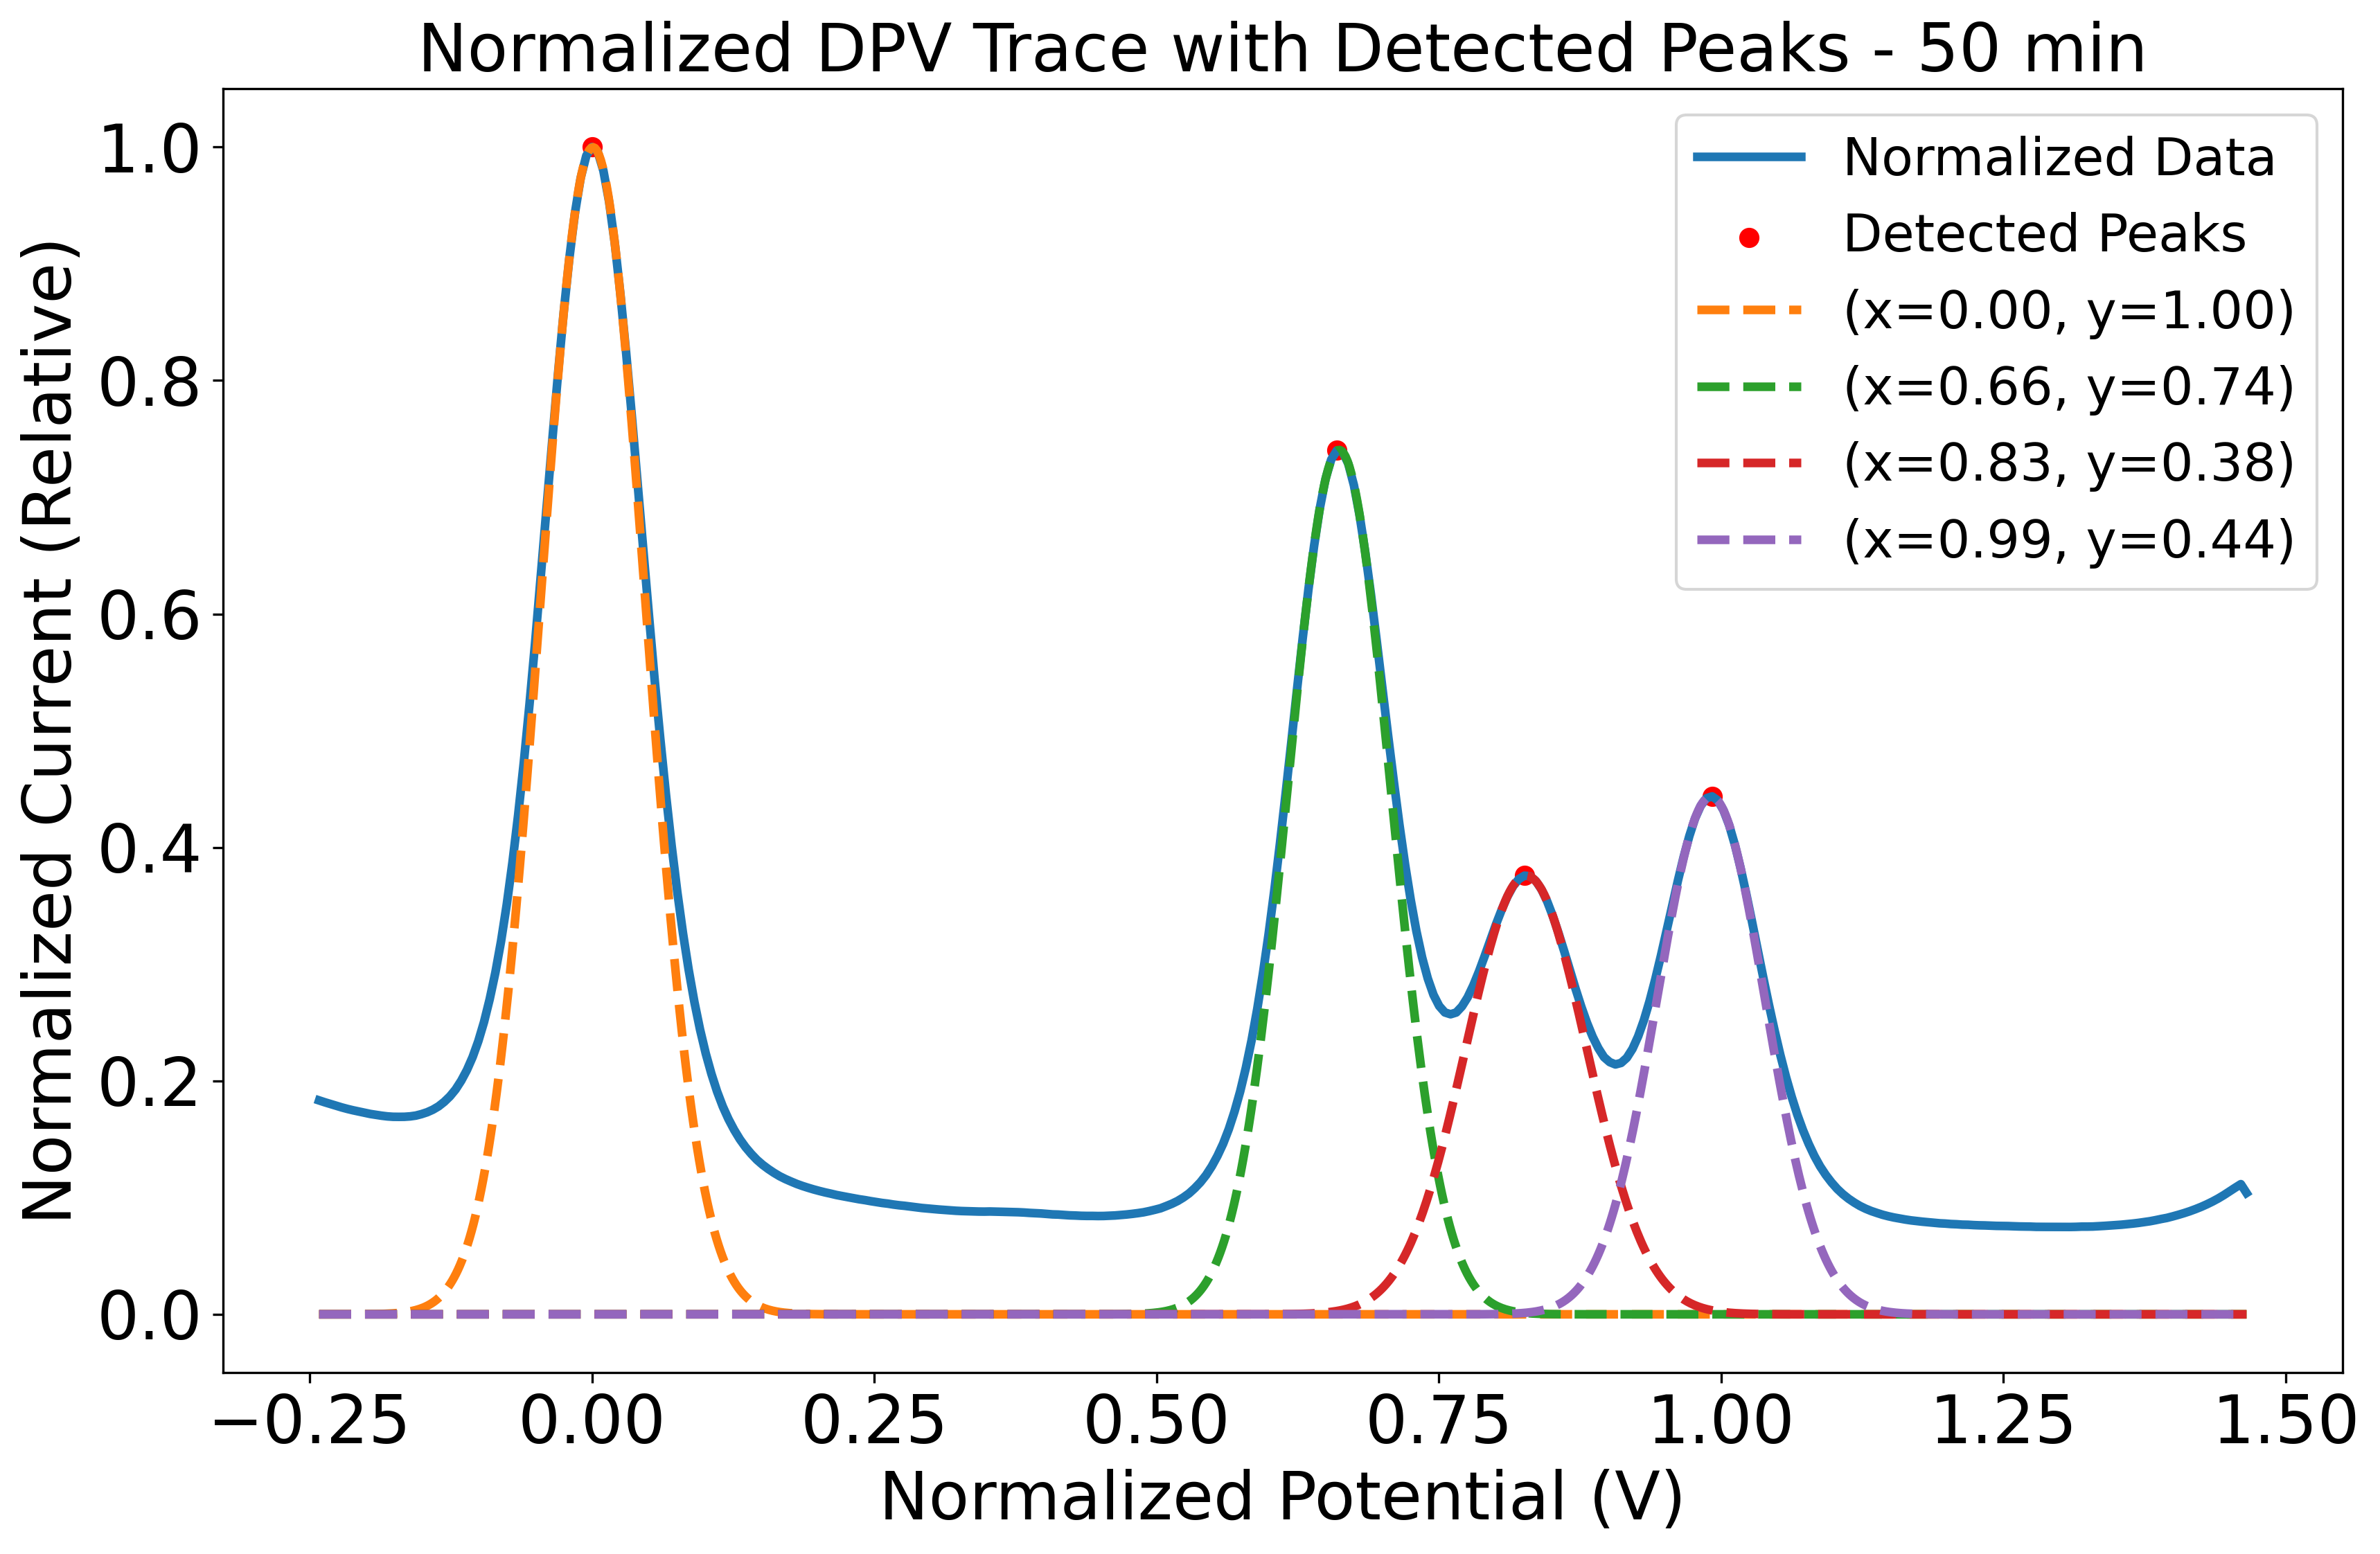 Normalized DPV Trace with Detected Peaks - 50 min
Normalized Current (Relative)
1.0
0.8
0.6
0.4
0.2
0.0
Normalized Data
Detected Peaks
(x=0.00, y=1.00)
(x=0.66, y=0.74)
(x=0.83, y=0.38)
(x=0.99, y=0.44)
−0.25 0.00 0.25 0.50 0.75 1.00 1.25 1.50
Normalized Potential (V)